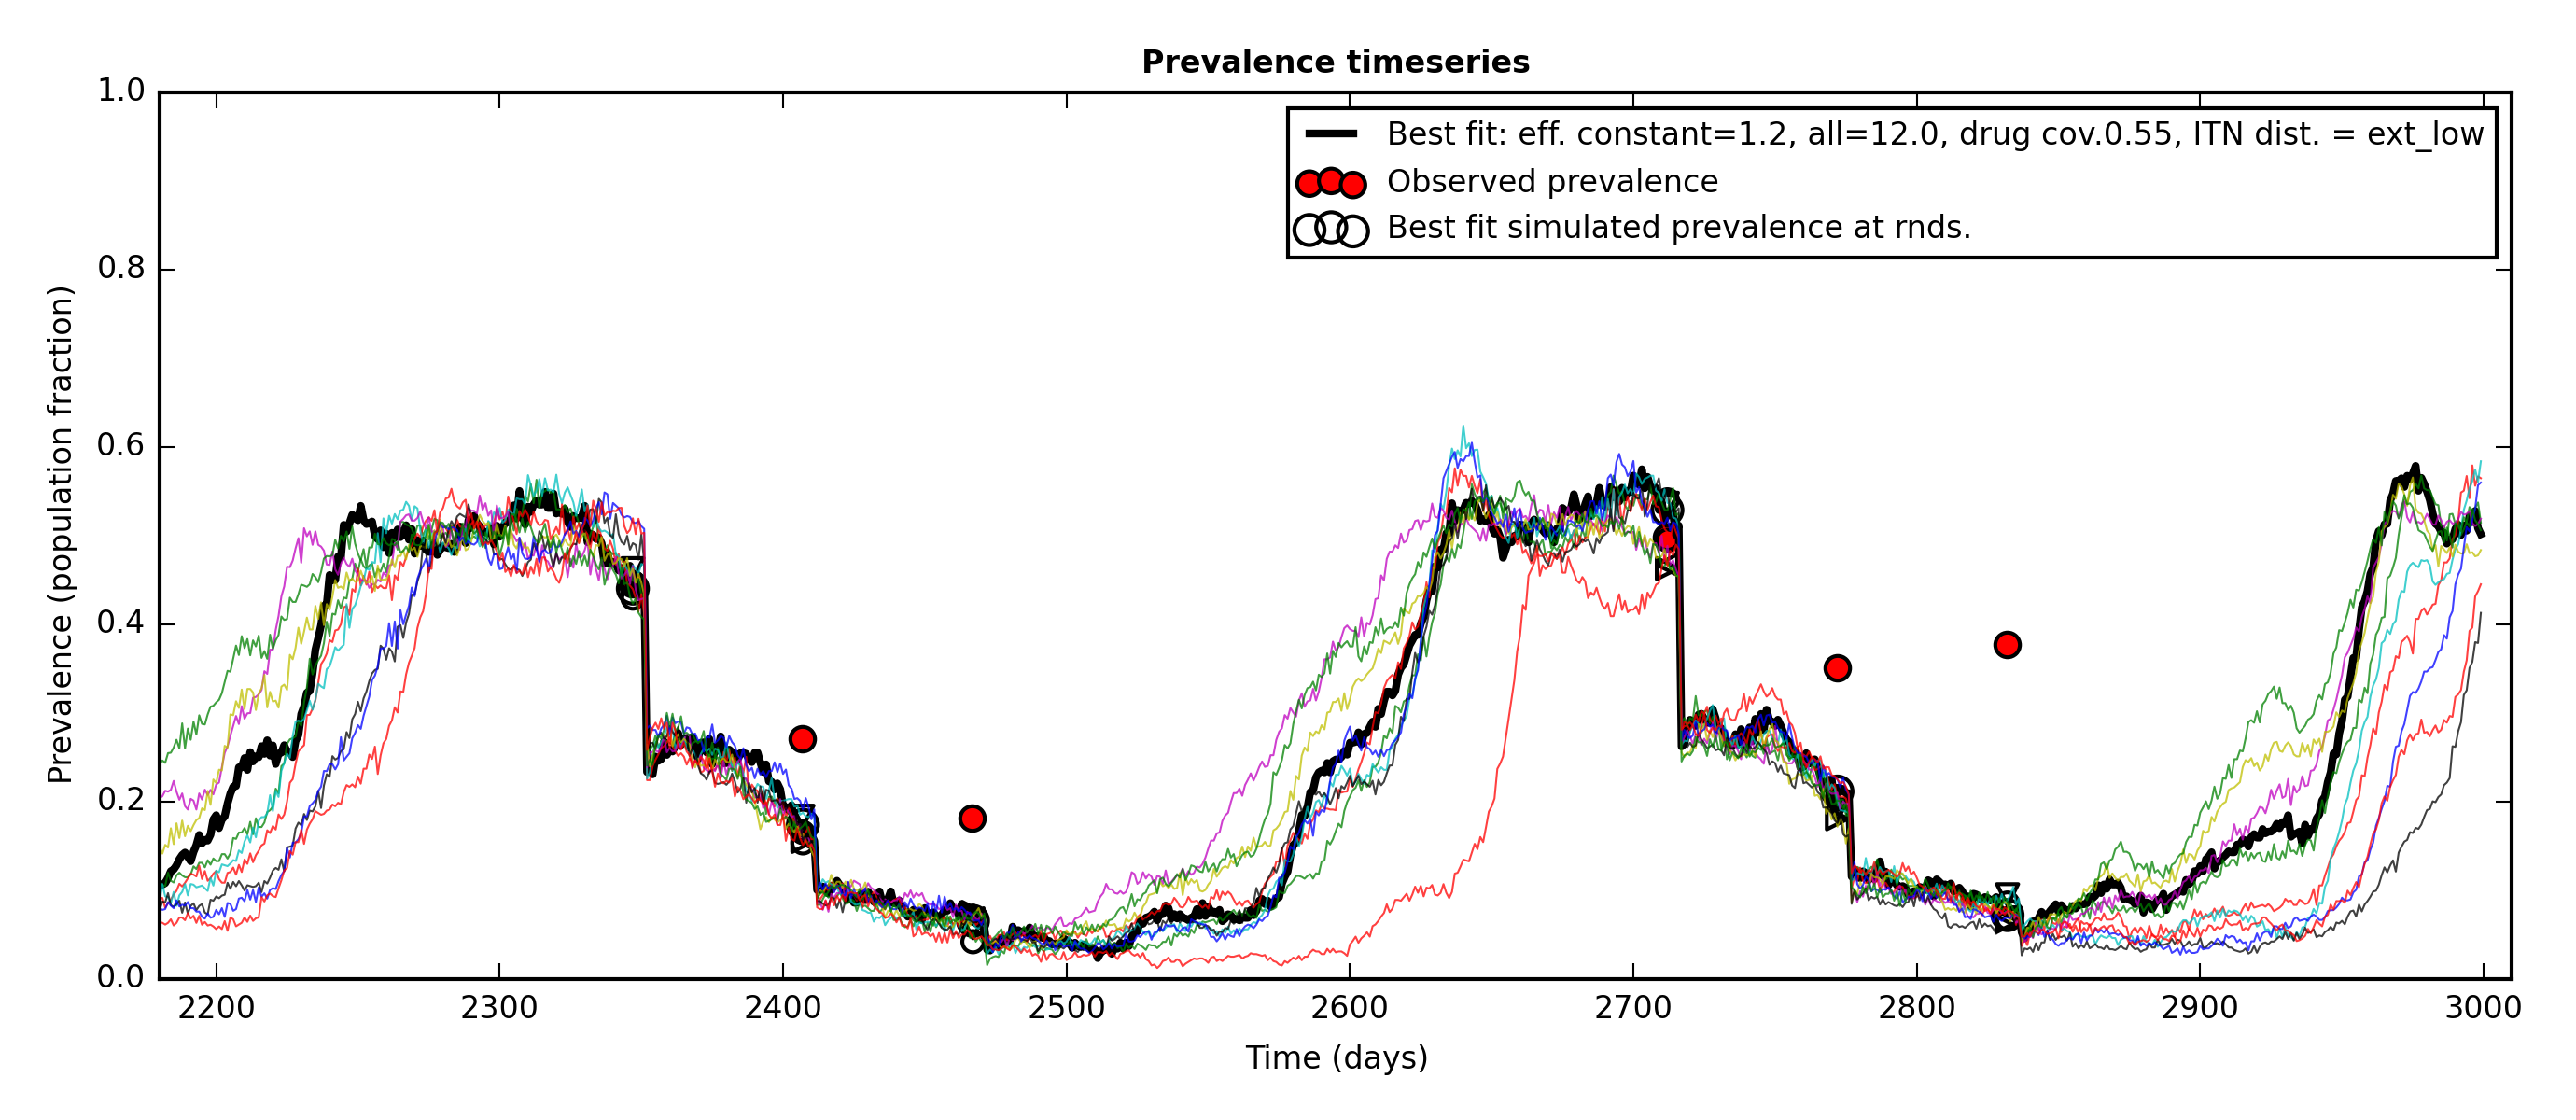 Prevalence timeseries
Best fit: eff. constant=1.2, all=12.0, drug cov.0.55, ITN dist. = ext_low
Observed prevalence
Best fit simulated prevalence at rnds.
Prevalence (population fraction)
1.0
0.8
0.6
0.4
0.2
0.0
2200 2300 2400 2500 2600 2700 2800 2900 3000
Time (days)